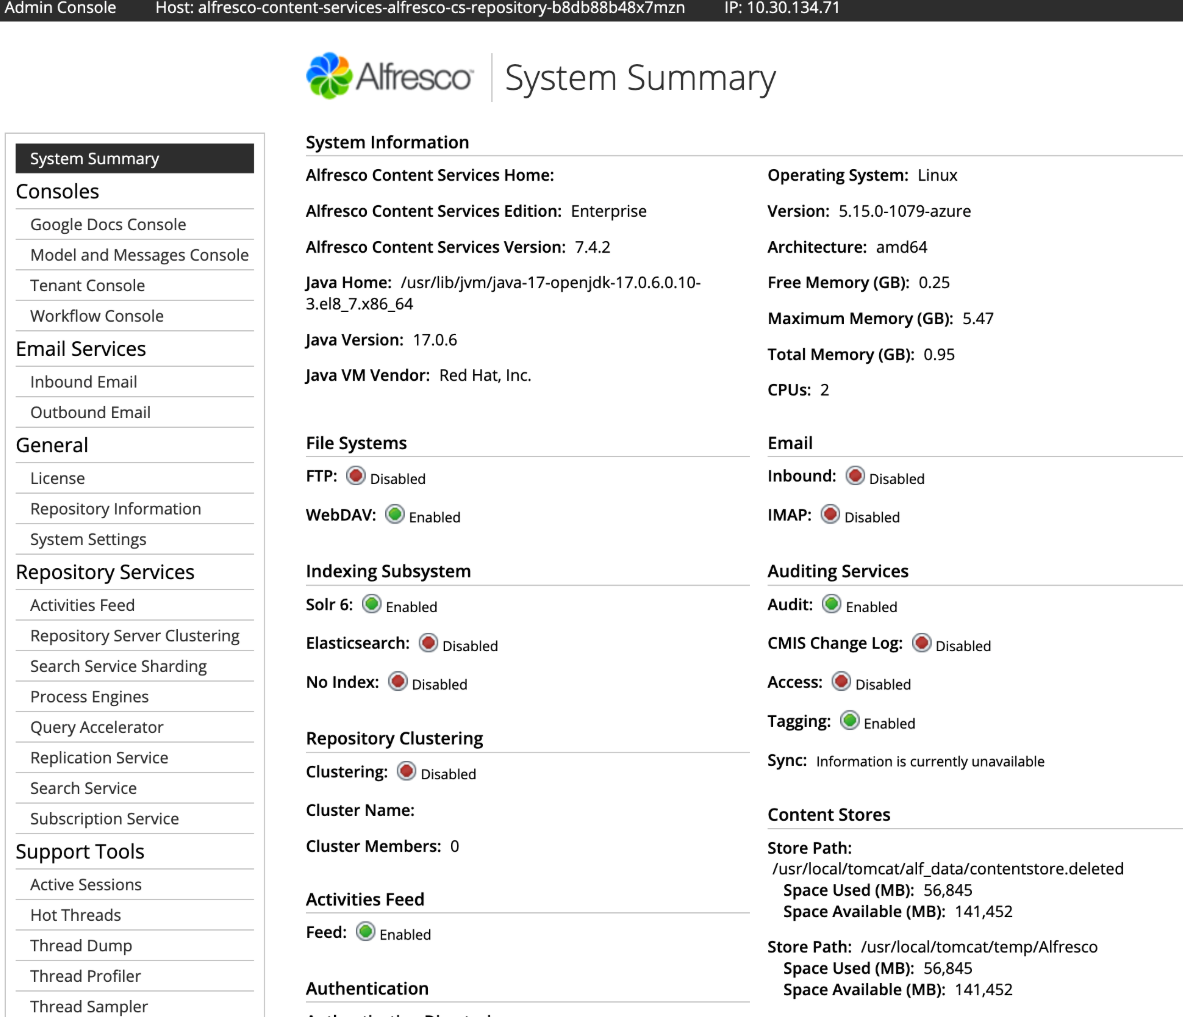 Admin Console Host: alfresco-content-services-alfresco-cs-repository-b8db88b48x7mzn IP: 10.30.134.71
Alfresco™ System Summary
System Summary
Consoles
Google Docs Console
Model and Messages Console
Tenant Console
Workflow Console
Email Services
Inbound Email
Outbound Email
General
License
Repository Information
System Settings
Repository Services
Activities Feed
Repository Server Clustering
Search Service Sharding
Process Engines
Query Accelerator
Replication Service
Search Service
Subscription Service
Support Tools
Active Sessions
Hot Threads
Thread Dump
Thread Profiler
Thread Sampler
System Information
Alfresco Content Services Home:
Alfresco Content Services Edition: Enterprise
Alfresco Content Services Version: 7.4.2
Java Home: /usr/lib/jvm/java-17-openjdk-17.0.6.0.10-
3.el8_7.x86_64
Java Version: 17.0.6
Java VM Vendor: Red Hat, Inc.
Operating System: Linux
Version: 5.15.0-1079-azure
Architecture: amd64
Free Memory (GB): 0.25
Maximum Memory (GB): 5.47
Total Memory (GB): 0.95
CPUs: 2
File Systems
FTP: Disabled
WebDAV: Enabled
Email
Inbound: Disabled
IMAP: Disabled
Indexing Subsystem
Solr 6: Enabled
Elasticsearch: Disabled
No Index: Disabled
Auditing Services
Audit: Enabled
CMIS Change Log: Disabled
Access: Disabled
Tagging: Enabled
Sync: Information is currently unavailable
Repository Clustering
Clustering: Disabled
Cluster Name:
Cluster Members: 0
Content Stores
Store Path:
/usr/local/tomcat/alf_data/contentstore.deleted
Space Used (MB): 56,845
Space Available (MB): 141,452
Store Path: /usr/local/tomcat/temp/Alfresco
Space Used (MB): 56,845
Space Available (MB): 141,452
Activities Feed
Feed: Enabled
Authentication